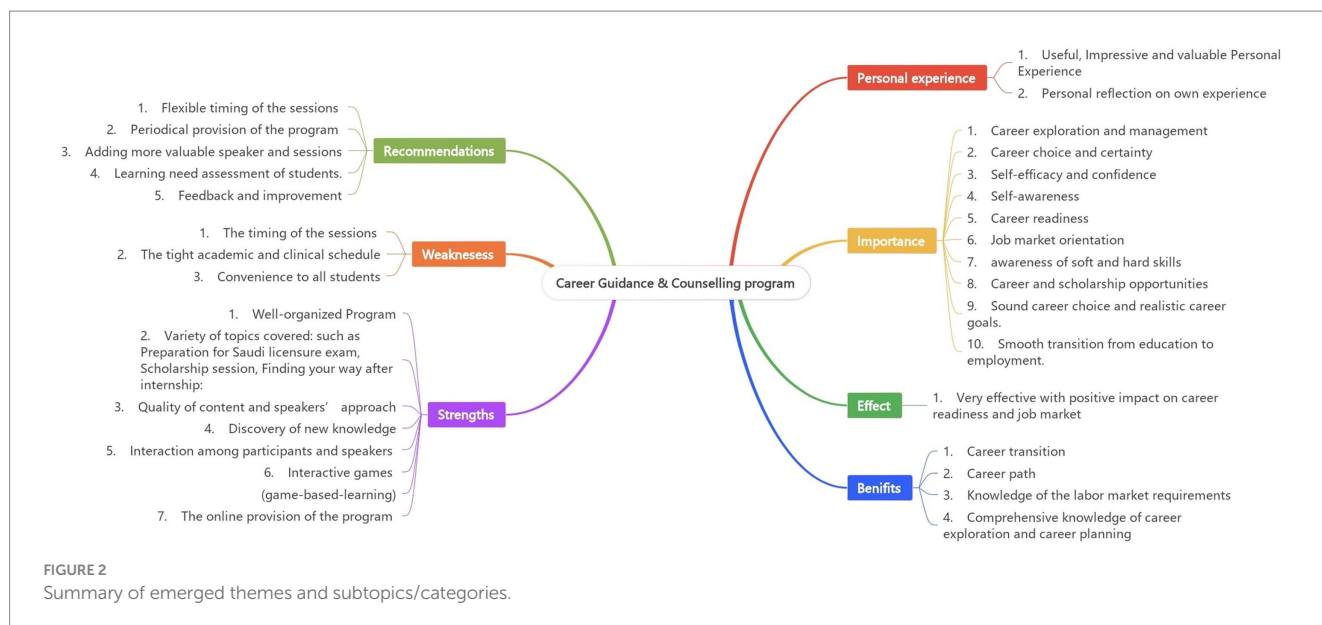 Career Guidance & Counselling program
Personal experience
1. Useful, Impressive and valuable Personal
Experience
2. Personal reflection on own experience
Importance
1. Career exploration and management
2. Career choice and certainty
3. Self-efficacy and confidence
4. Self-awareness
5. Career readiness
6. Job market orientation
7. awareness of soft and hard skills
8. Career and scholarship opportunities
9. Sound career choice and realistic career
goals.
10. Smooth transition from education to
employment.
Effect
1. Very effective with positive impact on career
readiness and job market
Benifits
1. Career transition
2. Career path
3. Knowledge of the labor market requirements
4. Comprehensive knowledge of career
exploration and career planning
Recommendations
1. Flexible timing of the sessions
2. Periodical provision of the program
3. Adding more valuable speaker and sessions
4. Learning need assessment of students.
5. Feedback and improvement
Weaknesess
1. The timing of the sessions
2. The tight academic and clinical schedule
3. Convenience to all students
Strengths
1. Well-organized Program
2. Variety of topics covered: such as
Preparation for Saudi licensure exam,
Scholarship session, Finding your way after
internship:
3. Quality of content and speakers’ approach
4. Discovery of new knowledge
5. Interaction among participants and speakers
6. Interactive games
(game-based-learning)
7. The online provision of the program
FIGURE 2
Summary of emerged themes and subtopics/categories.